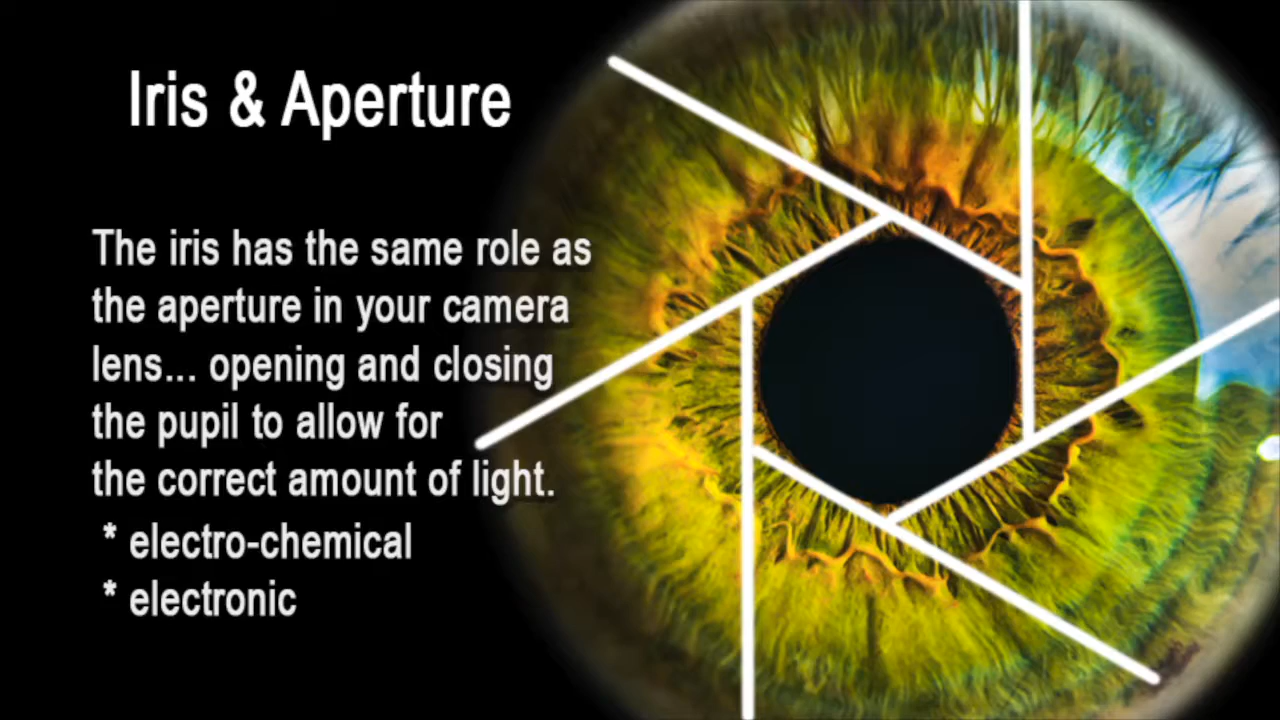 Iris & Aperture
The iris has the same role as
the aperture in your camera
lens... opening and closing
the pupil to allow for
the correct amount of light.
* electro-chemical
* electronic